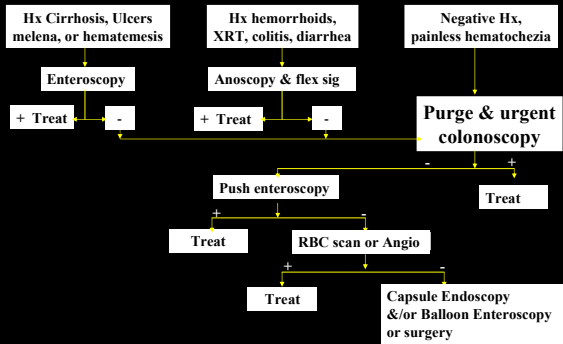 Hx Cirrhosis, Ulcers
melena, or hematemesis
Hx hemorrhoids,
XRT, colitis, diarrhea
Negative Hx,
painless hematochezia
Enteroscopy
Anoscopy & flex sig
+ Treat
-
+ Treat
-
Purge & urgent
colonoscopy
-
+
Push enteroscopy
Treat
+
-
Treat
RBC scan or Angio
+
-
Treat
Capsule Endoscopy
&/or Balloon Enteroscopy
or surgery